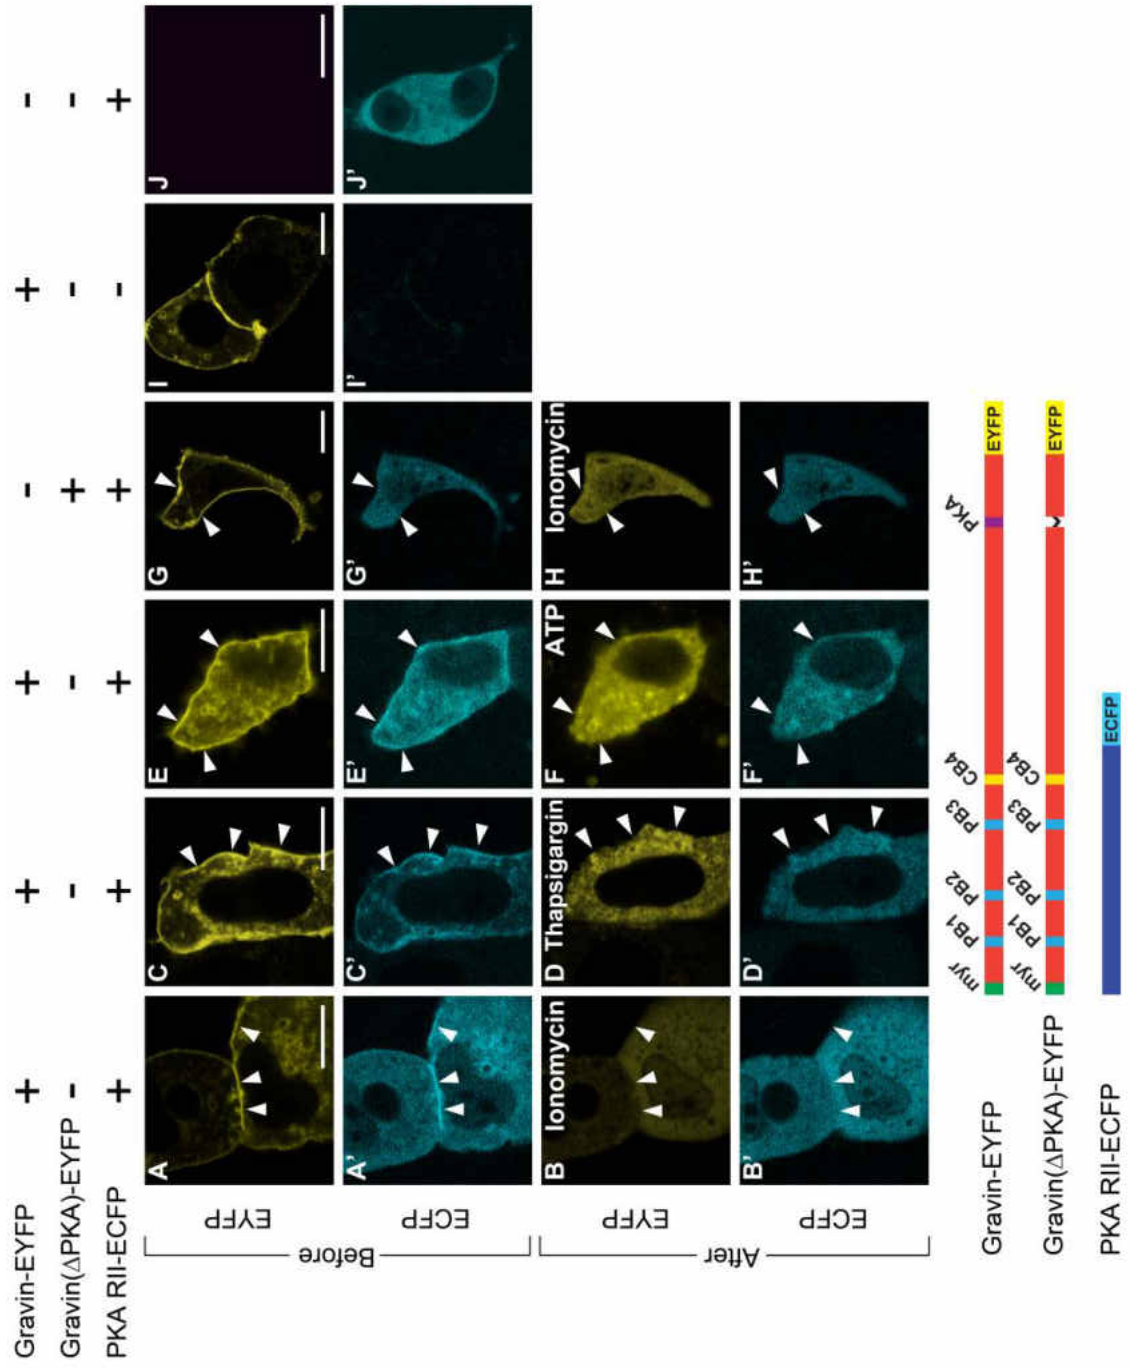 Gravin-EYFP + + + - + -
Gravin(ΔPKA)-EYFP - - - + - -
PKA RII-ECFP + + + + - +
Before
EYFP
A C E G I J
ECFP
A' C' E' G' I' J'
After
EYFP
B Ionomycin D Thapsigargin F ATP H Ionomycin
ECFP
B' D' F' H'
Gravin-EYFP
myr PB1 PB2 PB3 CB4 PKA EYFP
Gravin(ΔPKA)-EYFP
myr PB1 PB2 PB3 CB4 EYFP
PKA RII-ECFP
ECFP